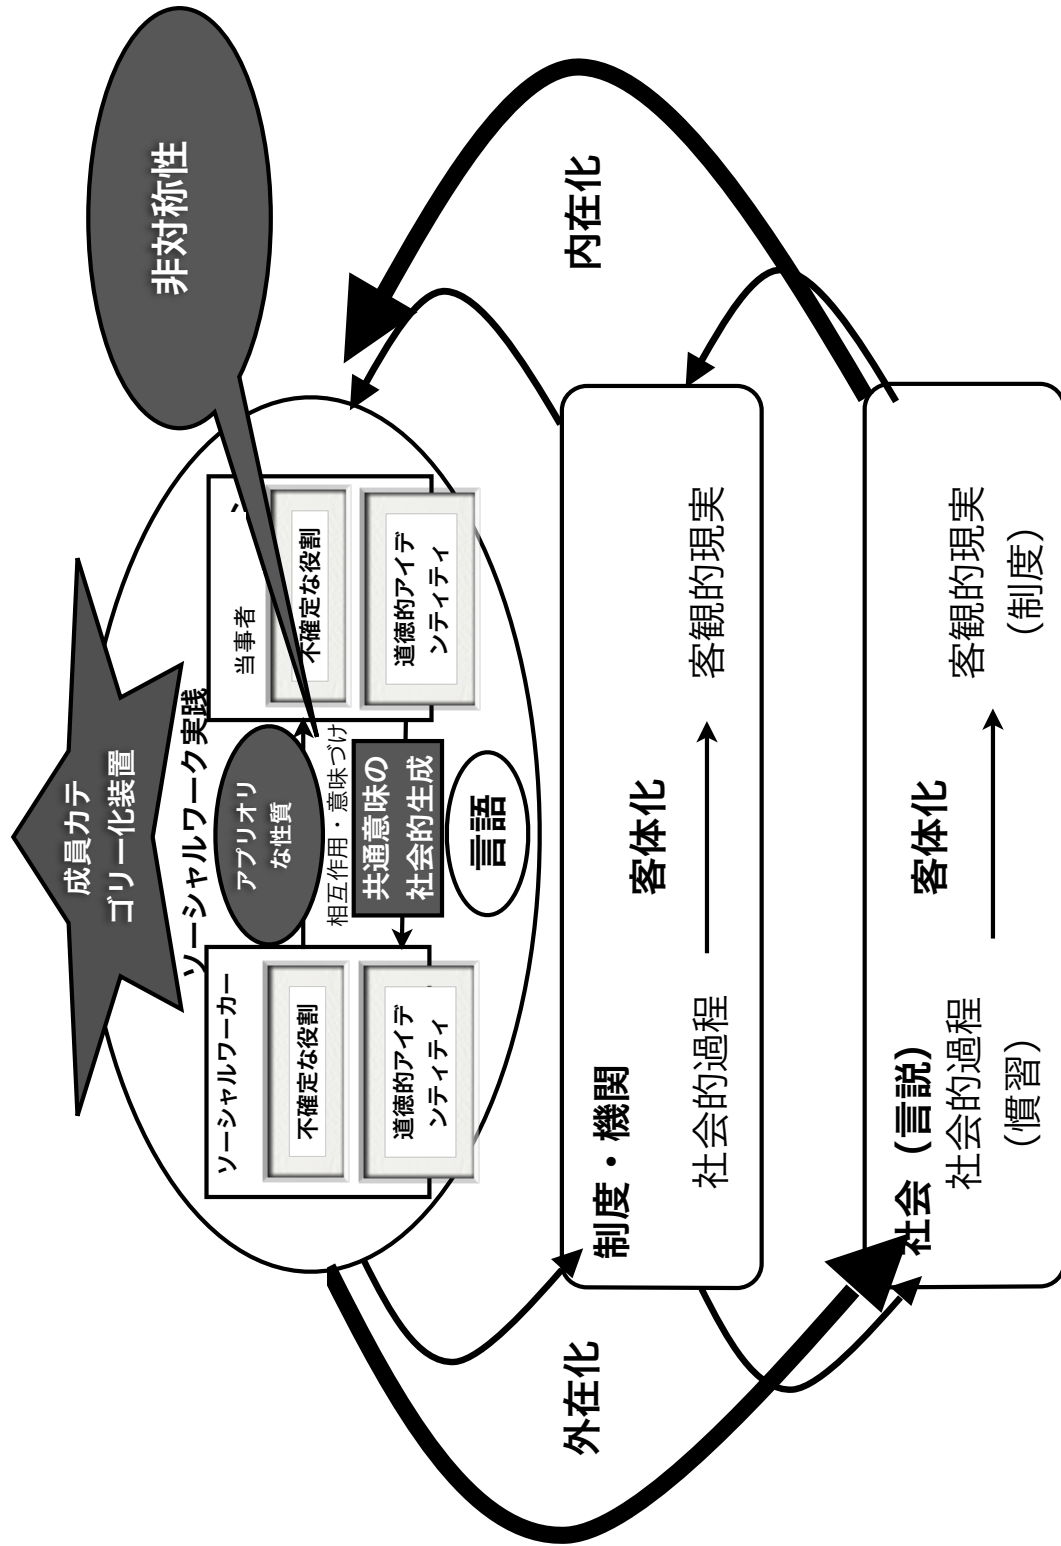 非対称性
成員カテ
ゴリー化装置
ソーシャルワーク実践
ソーシャルワーカー
不確定な役割
道徳的アイデ
ンティティ
アプリオリ
な性質
相互作用・意味づけ
共通意味の
社会的生成
言語
当事者
不確定な役割
道徳的アイデ
ンティティ
外在化
内在化
制度・機関
客体化
社会的過程
客観的現実
社会（言説）
客体化
社会的過程
（慣習）
客観的現実
（制度）